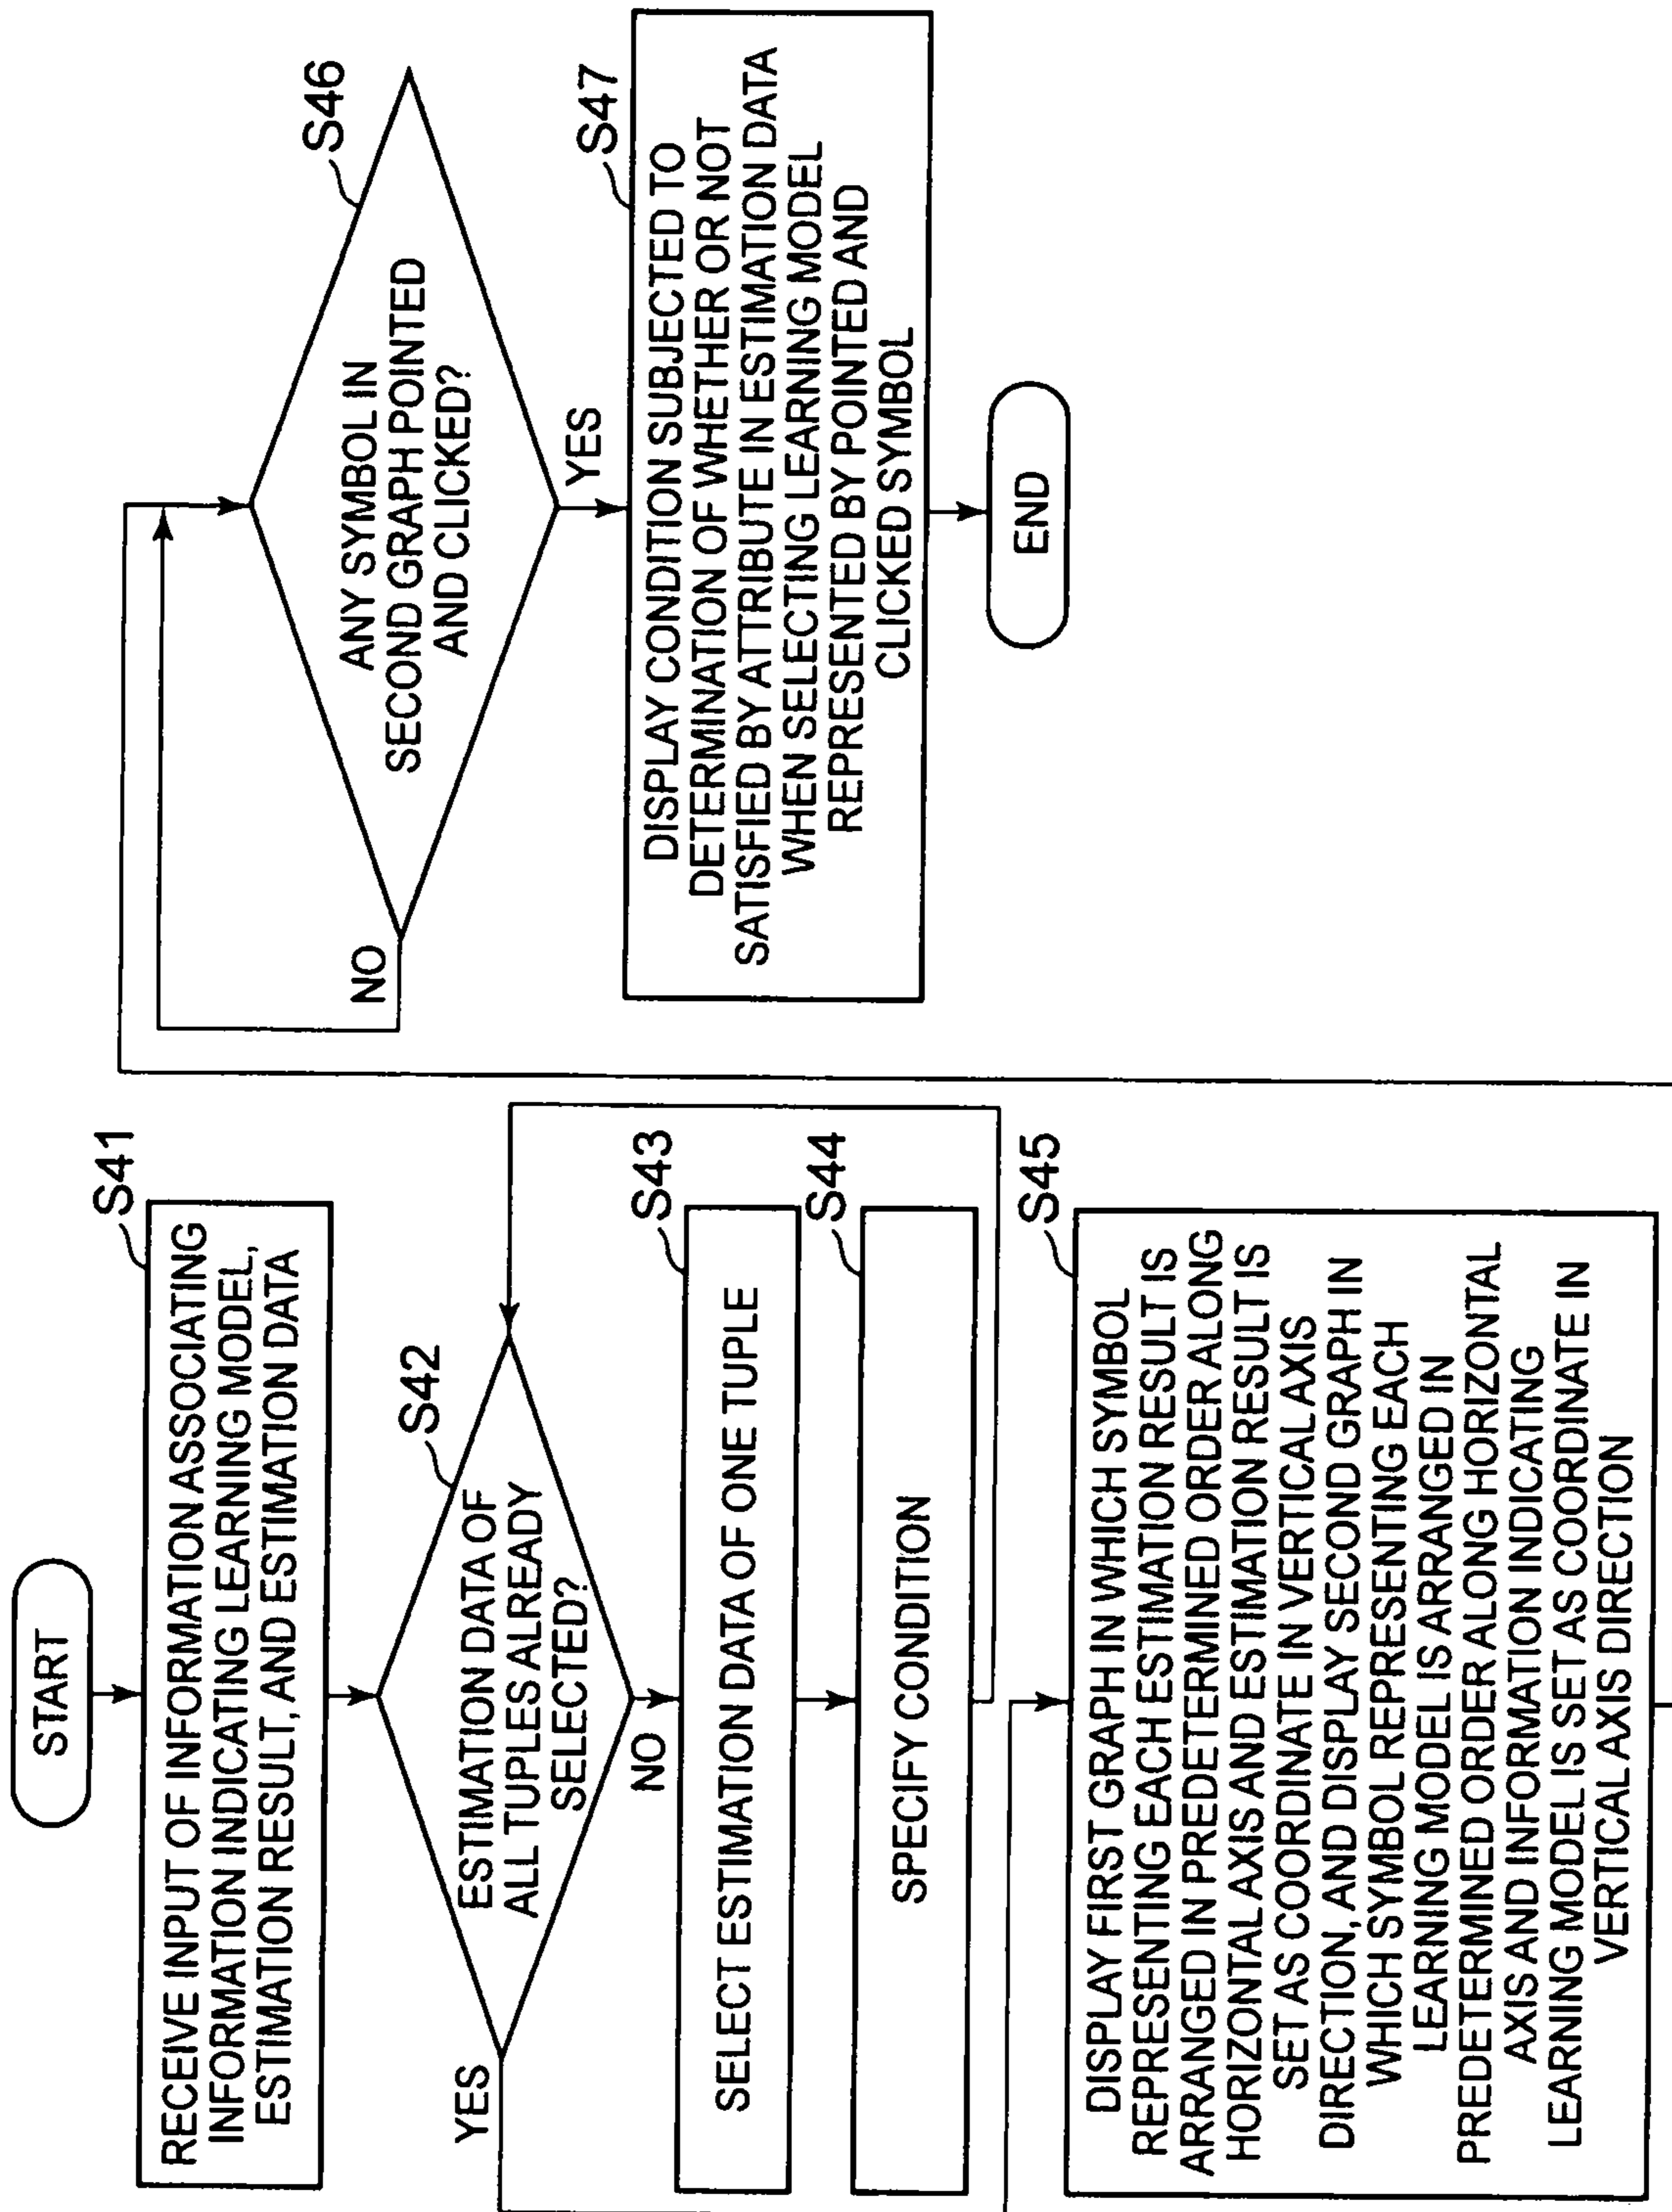 START
S41
RECEIVE INPUT OF INFORMATION ASSOCIATING
INFORMATION INDICATING LEARNING MODEL,
ESTIMATION RESULT, AND ESTIMATION DATA
S42
ESTIMATION DATA OF
ALL TUPLES ALREADY
SELECTED?
YES
NO
S43
SELECT ESTIMATION DATA OF ONE TUPLE
S44
SPECIFY CONDITION
S45
DISPLAY FIRST GRAPH IN WHICH SYMBOL
REPRESENTING EACH ESTIMATION RESULT IS
ARRANGED IN PREDETERMINED ORDER ALONG
HORIZONTAL AXIS AND ESTIMATION RESULT IS
SET AS COORDINATE IN VERTICAL AXIS
DIRECTION, AND DISPLAY SECOND GRAPH IN
WHICH SYMBOL REPRESENTING EACH
LEARNING MODEL IS ARRANGED IN
PREDETERMINED ORDER ALONG HORIZONTAL
AXIS AND INFORMATION INDICATING
LEARNING MODEL IS SET AS COORDINATE IN
VERTICAL AXIS DIRECTION
S46
ANY SYMBOL IN
SECOND GRAPH POINTED
AND CLICKED?
NO
YES
S47
DISPLAY CONDITION SUBJECTED TO
DETERMINATION OF WHETHER OR NOT
SATISFIED BY ATTRIBUTE IN ESTIMATION DATA
WHEN SELECTING LEARNING MODEL
REPRESENTED BY POINTED AND
CLICKED SYMBOL
END